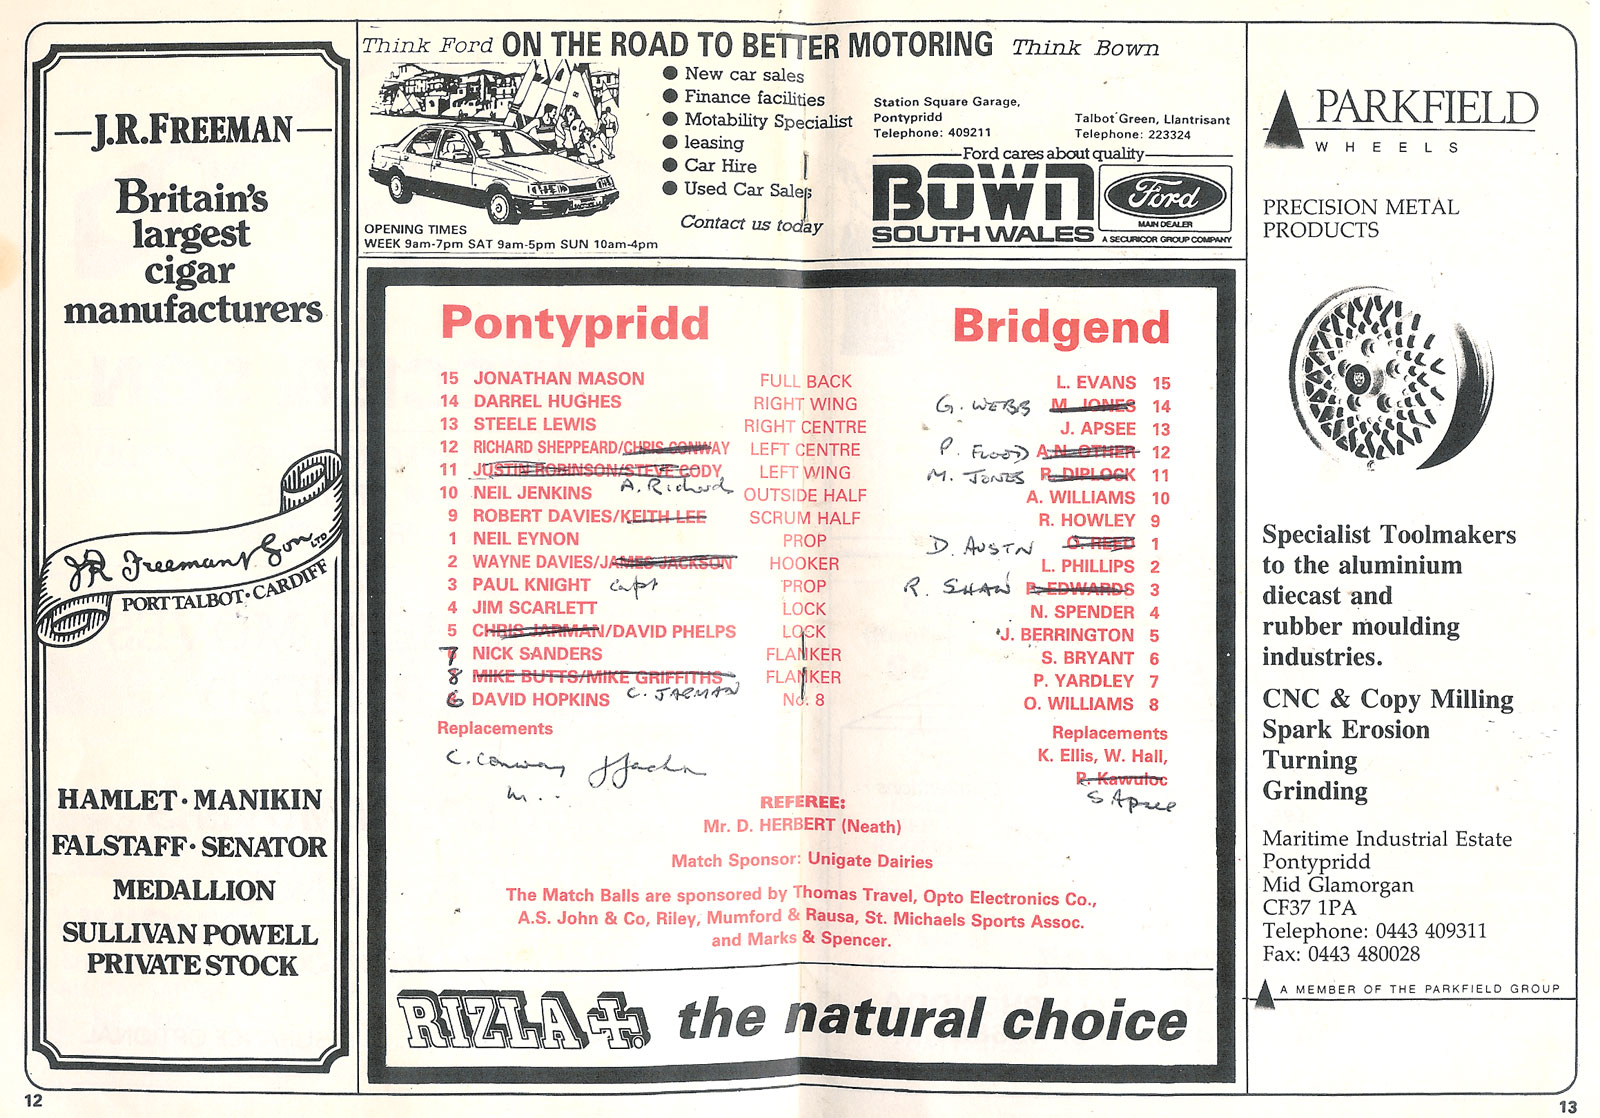 J.R.FREEMAN
Britain's
largest
cigar
manufacturers
JR Freeman & Son LTD
PORT TALBOT · CARDIFF
HAMLET · MANIKIN
FALSTAFF · SENATOR
MEDALLION
SULLIVAN POWELL
PRIVATE STOCK
12
Think Ford ON THE ROAD TO BETTER MOTORING Think Bown
● New car sales
● Finance facilities
● Motability Specialist
● leasing
● Car Hire
● Used Car Sales
Contact us today
OPENING TIMES
WEEK 9am-7pm SAT 9am-5pm SUN 10am-4pm
Station Square Garage,
Pontypridd
Telephone: 409211
Talbot Green, Llantrisant
Telephone: 223324
Ford cares about quality
BOWN
SOUTH WALES
Ford
MAIN DEALER
A SECURICOR GROUP COMPANY
Pontypridd Bridgend
15 JONATHAN MASON FULL BACK L. EVANS 15
14 DARREL HUGHES RIGHT WING G. WEBB M. JONES 14
13 STEELE LEWIS RIGHT CENTRE J. APSEE 13
12 RICHARD SHEPPEARD/CHRIS CONWAY LEFT CENTRE P. FLOOD A.N. OTHER 12
11 JUSTIN ROBINSON/STEVE CODY LEFT WING M. JONES R. DIPLOCK 11
10 NEIL JENKINS A. Richards OUTSIDE HALF A. WILLIAMS 10
9 ROBERT DAVIES/KEITH LEE SCRUM HALF R. HOWLEY 9
1 NEIL EYNON PROP D. AUSTN O. REED 1
2 WAYNE DAVIES/JAMES JACKSON HOOKER L. PHILLIPS 2
3 PAUL KNIGHT capt PROP R. SHAW P. EDWARDS 3
4 JIM SCARLETT LOCK N. SPENDER 4
5 CHRIS JARMAN/DAVID PHELPS LOCK J. BERRINGTON 5
7 NICK SANDERS FLANKER S. BRYANT 6
8 MIKE BUTTS/MIKE GRIFFITHS FLANKER P. YARDLEY 7
6 DAVID HOPKINS C. JARMAN No. 8 O. WILLIAMS 8
Replacements Replacements
C. Conway J Jackson K. Ellis, W. Hall,
P. Kawuloc
S Apsee
REFEREE:
Mr. D. HERBERT (Neath)
Match Sponsor: Unigate Dairies
The Match Balls are sponsored by Thomas Travel, Opto Electronics Co.,
A.S. John & Co, Riley, Mumford & Rausa, St. Michaels Sports Assoc.
and Marks & Spencer.
RIZLA+. the natural choice
PARKFIELD
WHEELS
PRECISION METAL
PRODUCTS
Specialist Toolmakers
to the aluminium
diecast and
rubber moulding
industries.
CNC & Copy Milling
Spark Erosion
Turning
Grinding
Maritime Industrial Estate
Pontypridd
Mid Glamorgan
CF37 1PA
Telephone: 0443 409311
Fax: 0443 480028
A MEMBER OF THE PARKFIELD GROUP
13